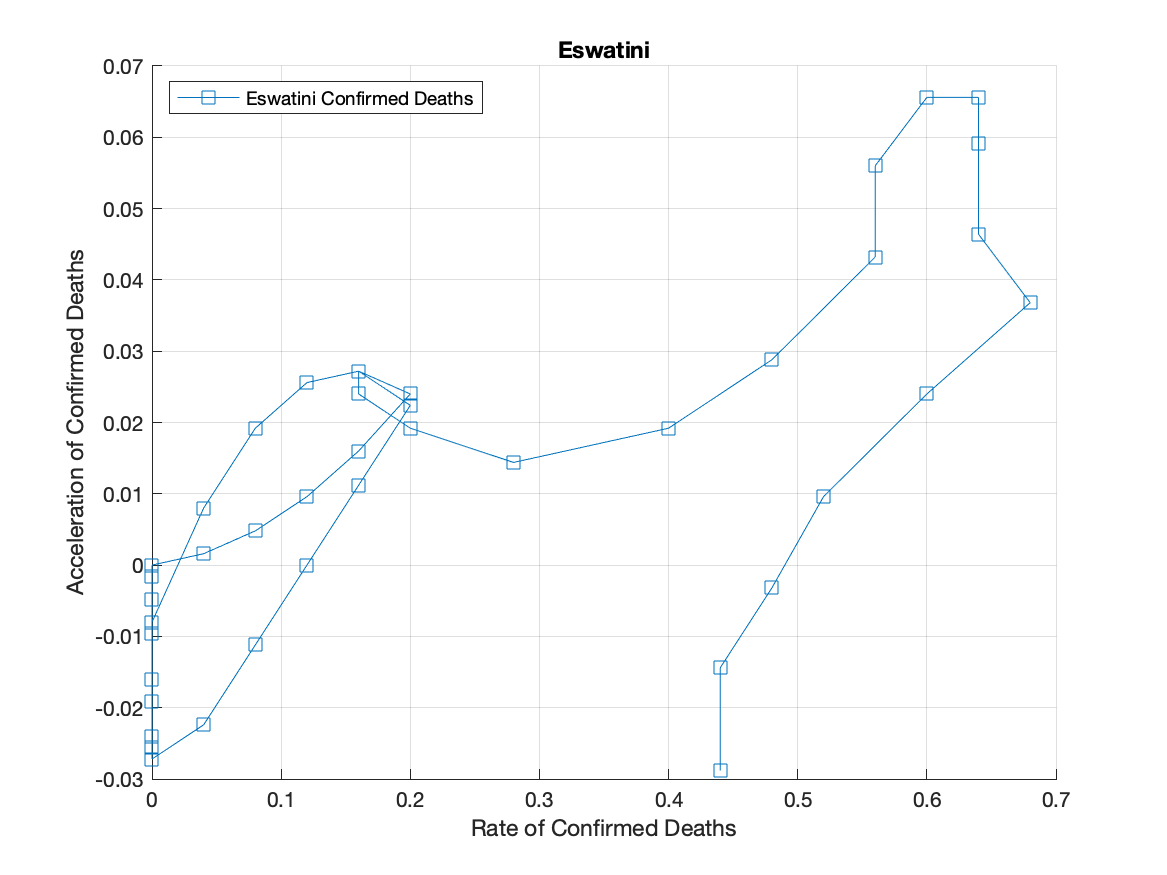 Eswatini
Eswatini Confirmed Deaths
Acceleration of Confirmed Deaths
0.07
0.06
0.05
0.04
0.03
0.02
0.01
0
-0.01
-0.02
-0.03
0 0.1 0.2 0.3 0.4 0.5 0.6 0.7
Rate of Confirmed Deaths